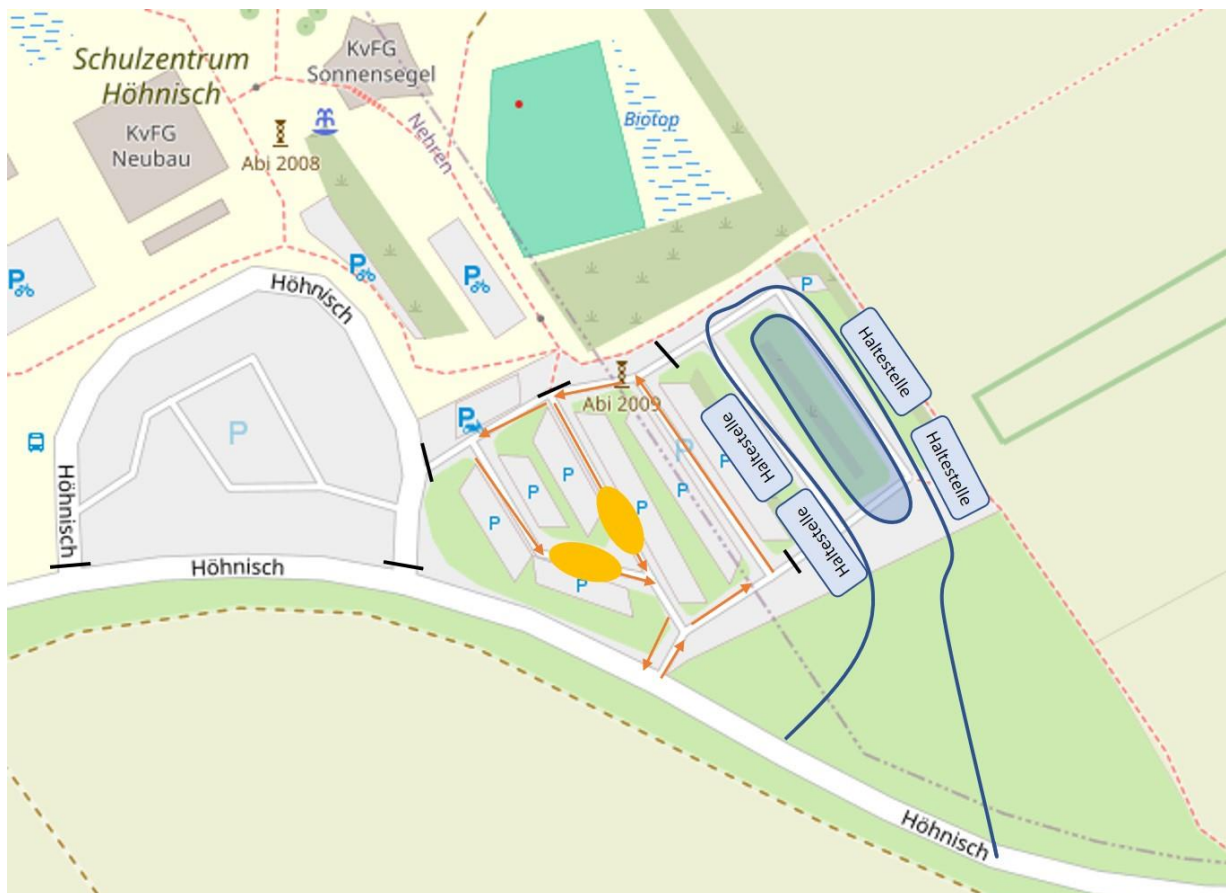 Schulzentrum
Höhnisch
KvFG
Sonnensegel
KvFG
Neubau
Abi 2008
Nehren
Biotop
P
P
P
P
Höhnisch
Haltestelle
Abi 2009
P
P
Haltestelle
P
Haltestelle
Höhnisch
P
P
P
P
P
Haltestelle
Höhnisch
P
Höhnisch